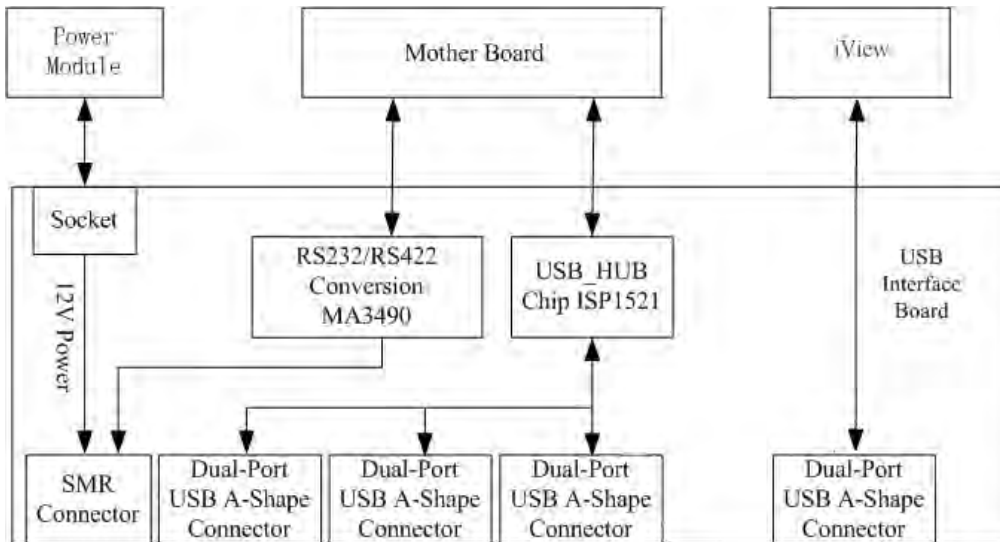 Power
Module
Mother Board
iView
Socket
RS232/RS422
Conversion
MA3490
USB_HUB
Chip ISP1521
USB
Interface
Board
12V Power
SMR
Connector
Dual-Port
USB A-Shape
Connector
Dual-Port
USB A-Shape
Connector
Dual-Port
USB A-Shape
Connector
Dual-Port
USB A-Shape
Connector